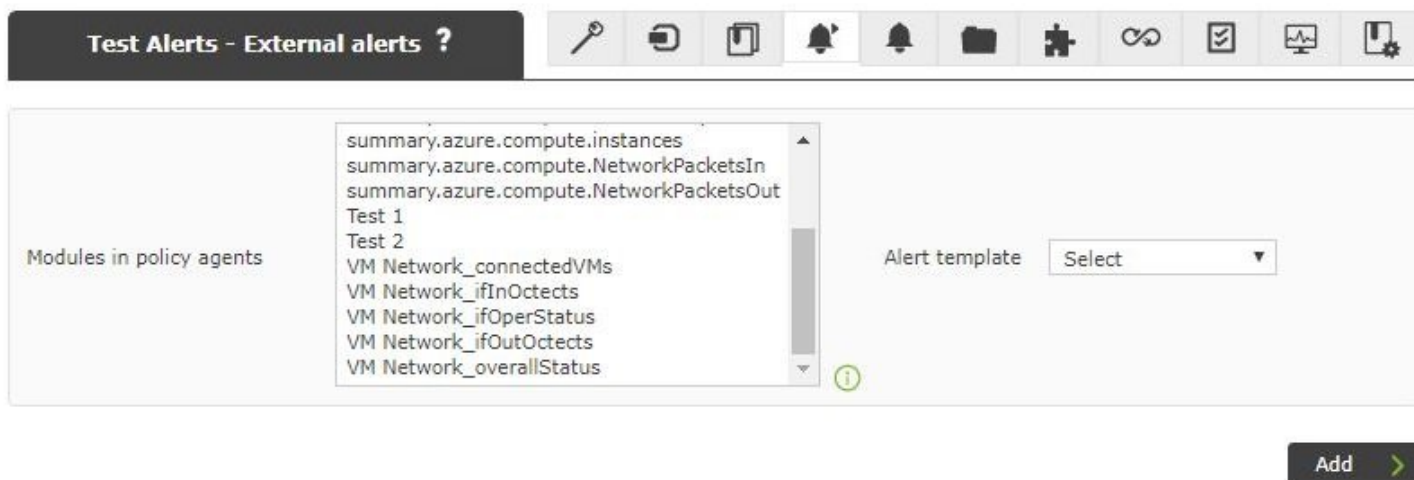 Test Alerts - External alerts ?
Modules in policy agents
summary.azure.compute.instances
summary.azure.compute.NetworkPacketsIn
summary.azure.compute.NetworkPacketsOut
Test 1
Test 2
VM Network_connectedVMs
VM Network_ifInOctects
VM Network_ifOperStatus
VM Network_ifOutOctects
VM Network_overallStatus
Alert template
Select
Add